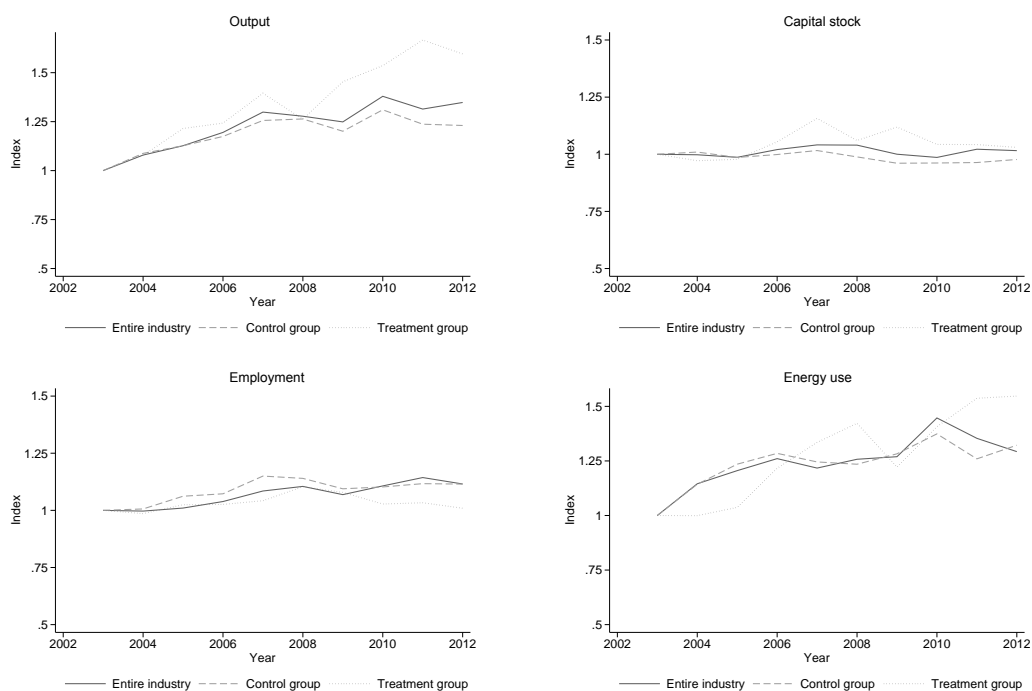 Output
1.5
1.25
1
.75
.5
Index
2002 2004 2006 2008 2010 2012
Year
Entire industry Control group Treatment group
Capital stock
1.5
1.25
1
.75
.5
Index
2002 2004 2006 2008 2010 2012
Year
Entire industry Control group Treatment group
Employment
1.5
1.25
1
.75
.5
Index
2002 2004 2006 2008 2010 2012
Year
Entire industry Control group Treatment group
Energy use
1.5
1.25
1
.75
.5
Index
2002 2004 2006 2008 2010 2012
Year
Entire industry Control group Treatment group